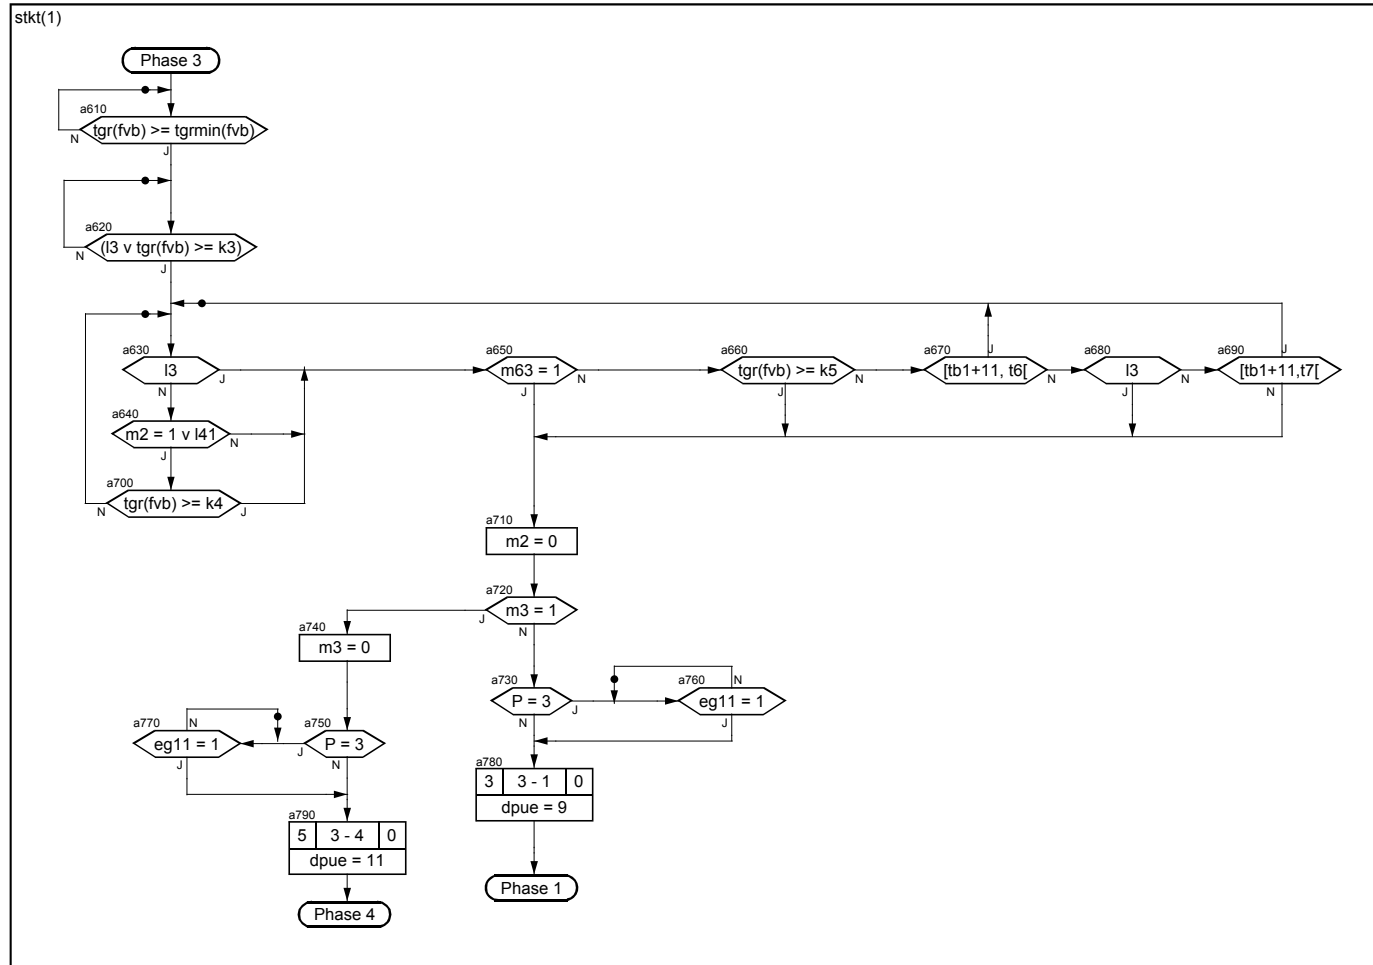 stkt(1)
Phase 3
a610
tgr(fvb) >= tgrmin(fvb)
N
J
a620
(l3 v tgr(fvb) >= k3)
N
J
a630
l3
J
N
a650
m63 = 1
N
J
a660
tgr(fvb) >= k5
N
J
a670
[tb1+11, t6[
J
N
a680
l3
N
J
a690
[tb1+11,t7[
J
N
a640
m2 = 1 v l41
N
J
a700
tgr(fvb) >= k4
N
J
a710
m2 = 0
a720
m3 = 1
J
N
a740
m3 = 0
a730
P = 3
J
N
a760
eg11 = 1
N
J
a770
eg11 = 1
N
J
a750
P = 3
J
N
a780
3 3 - 1 0
dpue = 9
a790
5 3 - 4 0
dpue = 11
Phase 1
Phase 4